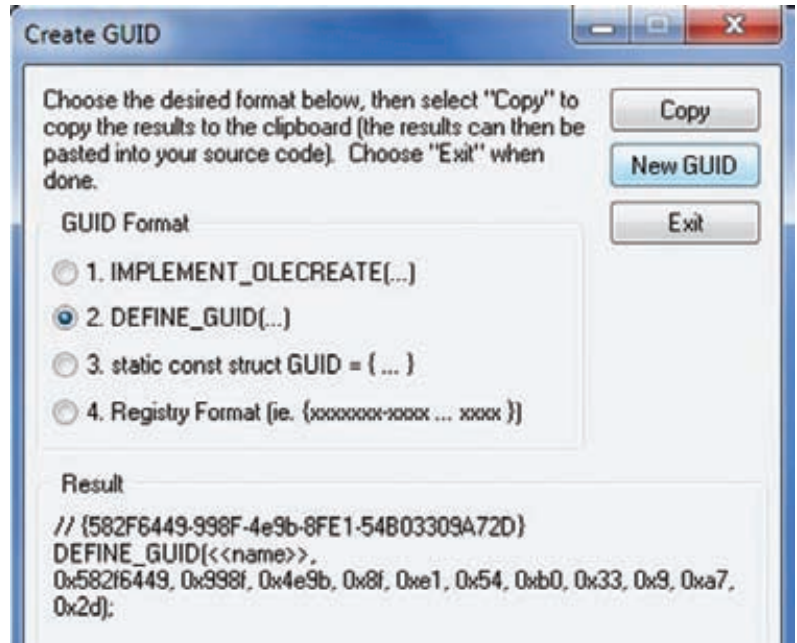 Create GUID
Choose the desired format below, then select "Copy" to
copy the results to the clipboard (the results can then be
pasted into your source code). Choose "Exit" when
done.
Copy
New GUID
Exit
GUID Format
1. IMPLEMENT_OLECREATE(...)
2. DEFINE_GUID(...)
3. static const struct GUID = { ... }
4. Registry Format (ie. {xxxxxxx-xxxx ... xxxx })
Result
// {582F6449-998F-4e9b-8FE1-54B03309A72D}
DEFINE_GUID(<<name>>,
0x582f6449, 0x998f, 0x4e9b, 0x8f, 0xe1, 0x54, 0xb0, 0x33, 0x9, 0xa7,
0x2d);